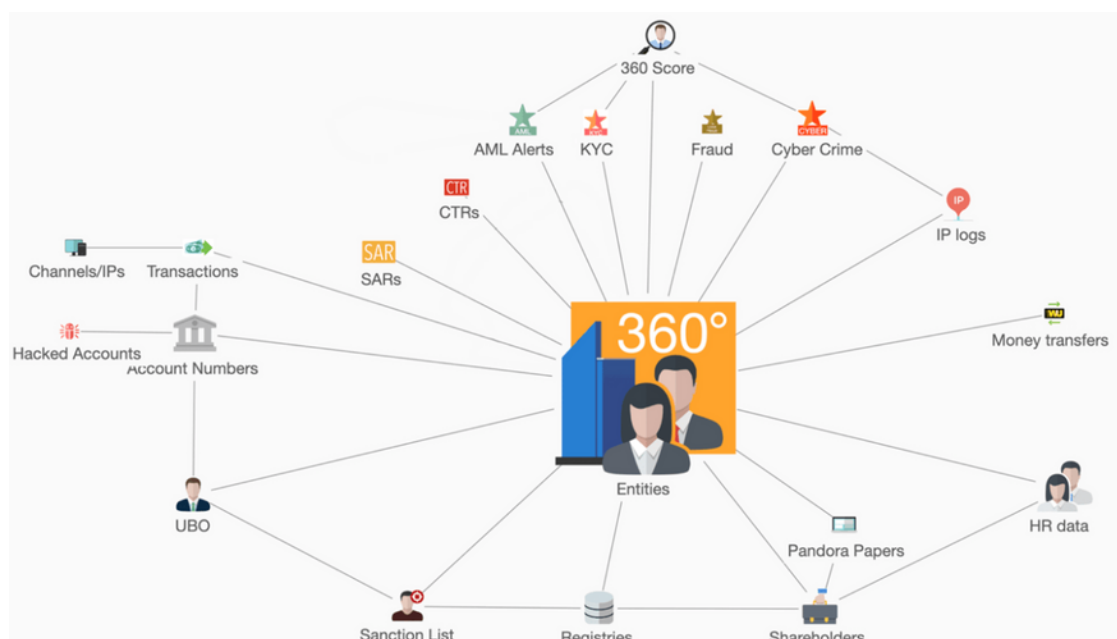 360 Score
AML
KYC
CYBER
AML Alerts
KYC
Fraud
Cyber Crime
CTR
CTRs
IP
IP logs
SAR
SARs
Channels/IPs
Transactions
360°
WU
Money transfers
Hacked Accounts
Account Numbers
Entities
UBO
HR data
Pandora Papers
Sanction List
Registries
Shareholders